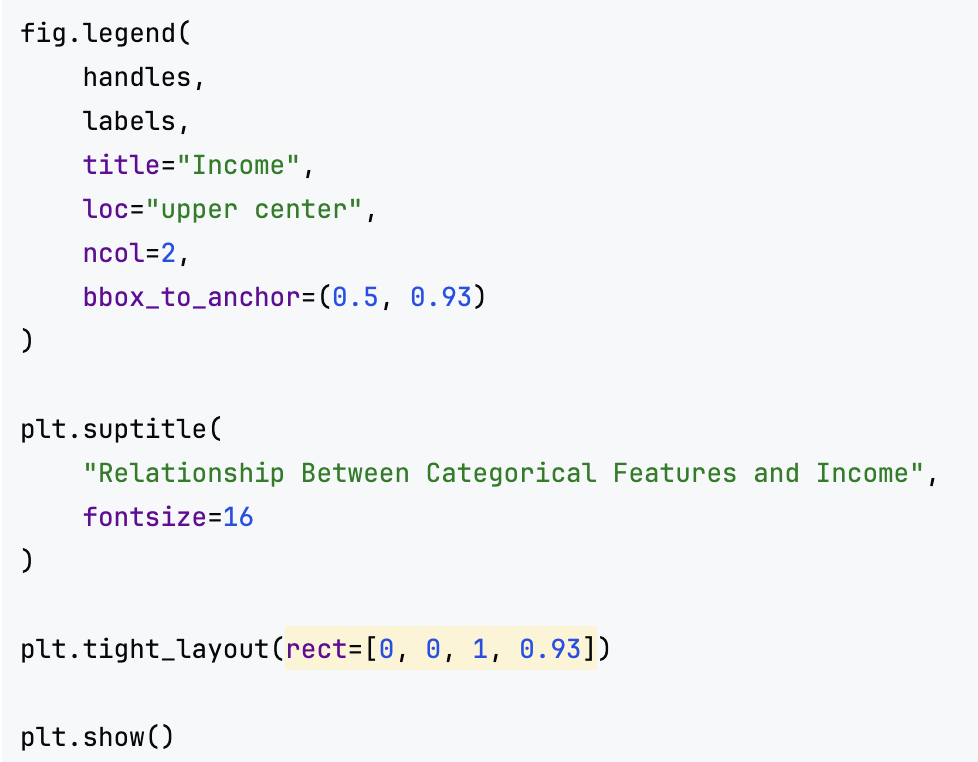 fig.legend(
    handles,
    labels,
    title="Income",
    loc="upper center",
    ncol=2,
    bbox_to_anchor=(0.5, 0.93)
)

plt.suptitle(
    "Relationship Between Categorical Features and Income",
    fontsize=16
)

plt.tight_layout(rect=[0, 0, 1, 0.93])

plt.show()